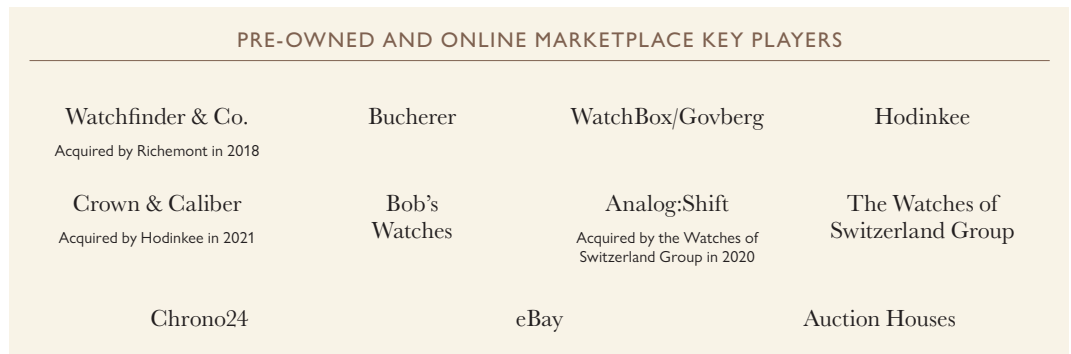 PRE-OWNED AND ONLINE MARKETPLACE KEY PLAYERS
Watchfinder & Co.
Acquired by Richemont in 2018
Bucherer
WatchBox/Govberg
Hodinkee
Crown & Caliber
Acquired by Hodinkee in 2021
Bob's
Watches
Analog:Shift
Acquired by the Watches of
Switzerland Group in 2020
The Watches of
Switzerland Group
Chrono24
eBay
Auction Houses